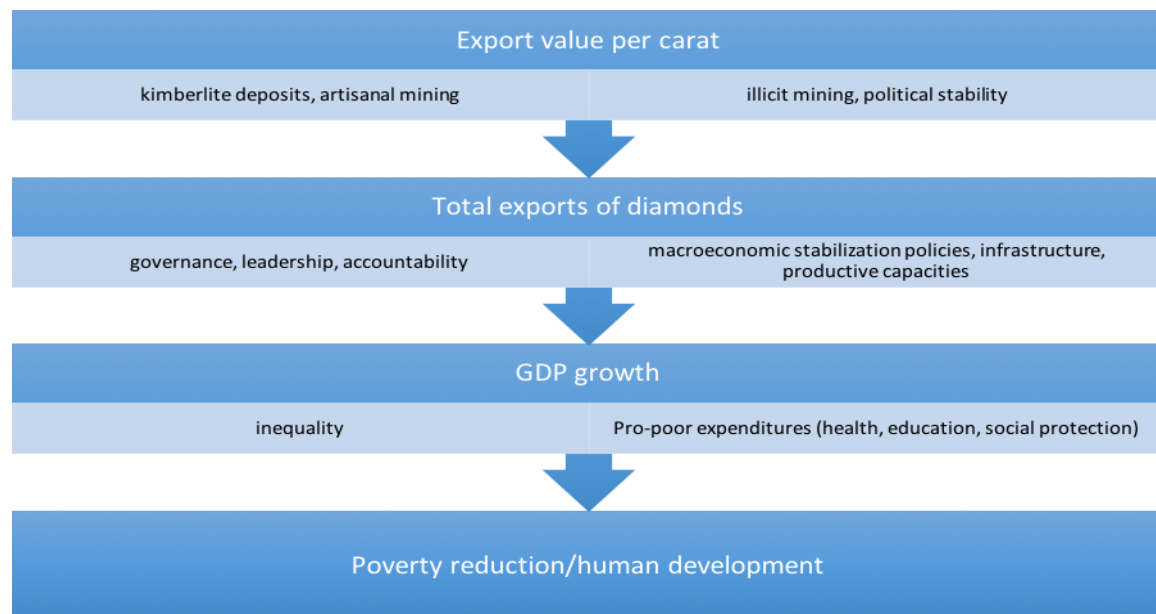 Export value per carat
kimberlite deposits, artisanal mining
illicit mining, political stability
Total exports of diamonds
governance, leadership, accountability
macroeconomic stabilization policies, infrastructure,
productive capacities
GDP growth
inequality
Pro-poor expenditures (health, education, social protection)
Poverty reduction/human development